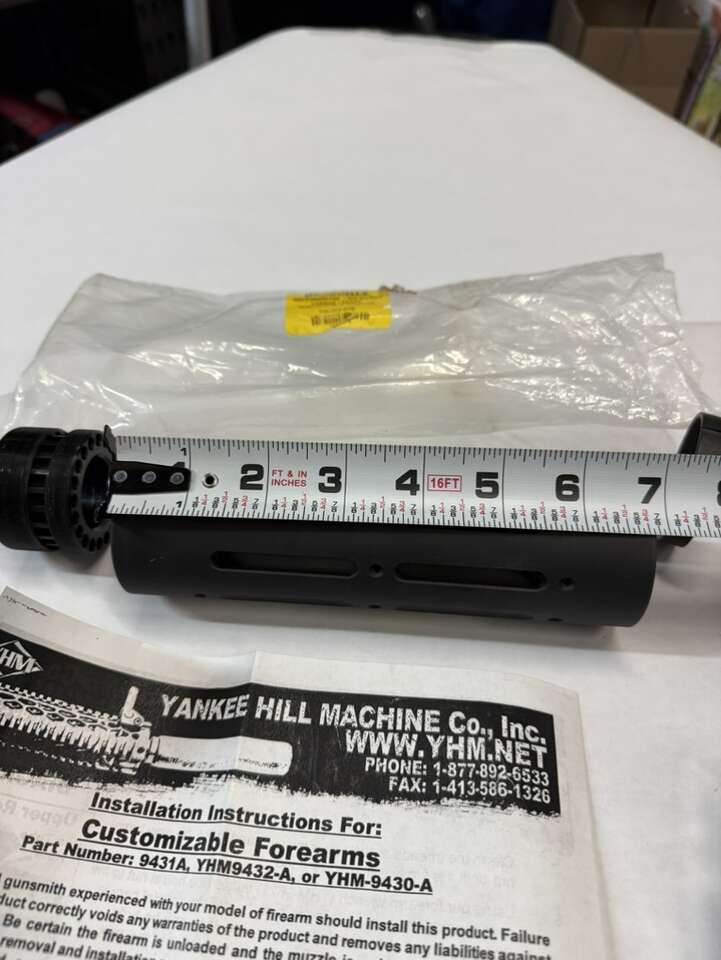 1 2 FT & IN INCHES 3 4 16FT 5 6 7
YHM
YANKEE HILL MACHINE Co., Inc.
WWW.YHM.NET
PHONE: 1-877-892-6533
FAX: 1-413-586-1326
Installation Instructions For:
Customizable Forearms
Part Number: 9431A, YHM9432-A, or YHM-9430-A
gunsmith experienced with your model of firearm should install this product. Failure
duct correctly voids any warranties of the product and removes any liabilities against
Be certain the firearm is unloaded and the muzzle is
removal and installation